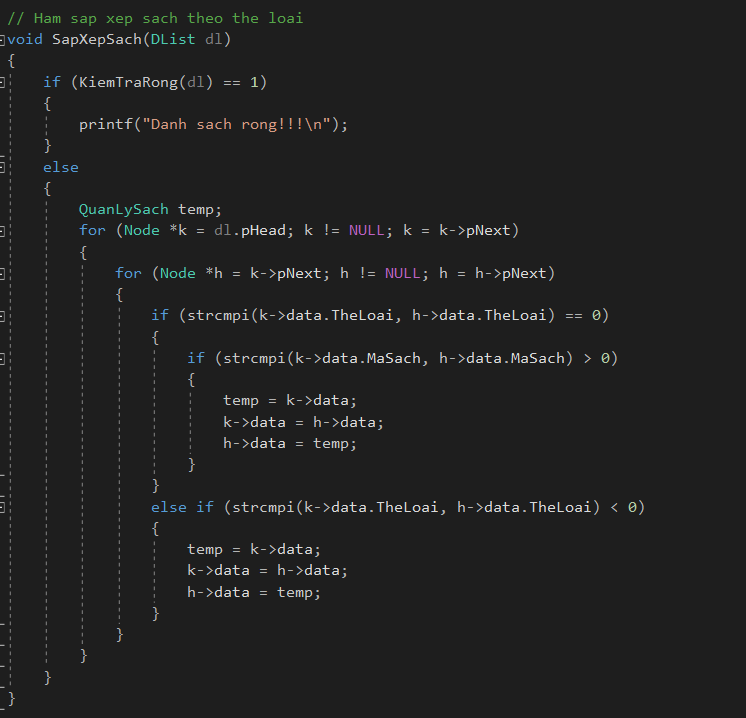 // Ham sap xep sach theo the loai
void SapXepSach(DList dl)
{
    if (KiemTraRong(dl) == 1)
    {
        printf("Danh sach rong!!!\n");
    }
    else
    {
        QuanLySach temp;
        for (Node *k = dl.pHead; k != NULL; k = k->pNext)
        {
            for (Node *h = k->pNext; h != NULL; h = h->pNext)
            {
                if (strcmpi(k->data.TheLoai, h->data.TheLoai) == 0)
                {
                    if (strcmpi(k->data.MaSach, h->data.MaSach) > 0)
                    {
                        temp = k->data;
                        k->data = h->data;
                        h->data = temp;
                    }
                }
                else if (strcmpi(k->data.TheLoai, h->data.TheLoai) < 0)
                {
                    temp = k->data;
                    k->data = h->data;
                    h->data = temp;
                }
            }
        }
    }
}